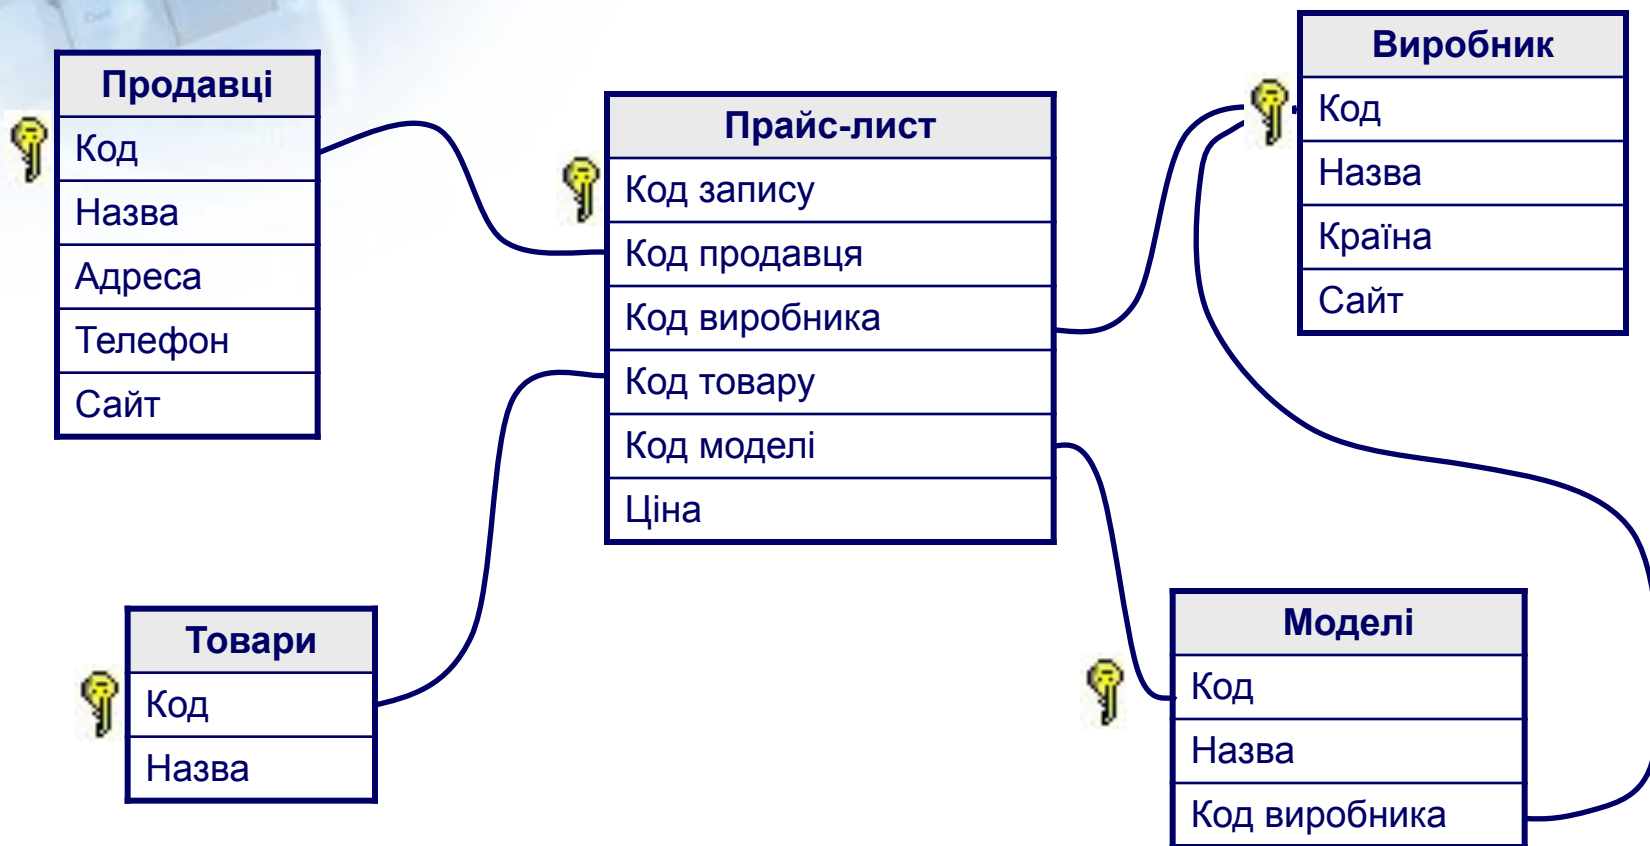 Продавці
Код
Назва
Адреса
Телефон
Сайт
Прайс-лист
Код запису
Код продавця
Код виробника
Код товару
Код моделі
Ціна
Виробник
Код
Назва
Країна
Сайт
Товари
Код
Назва
Моделі
Код
Назва
Код виробника